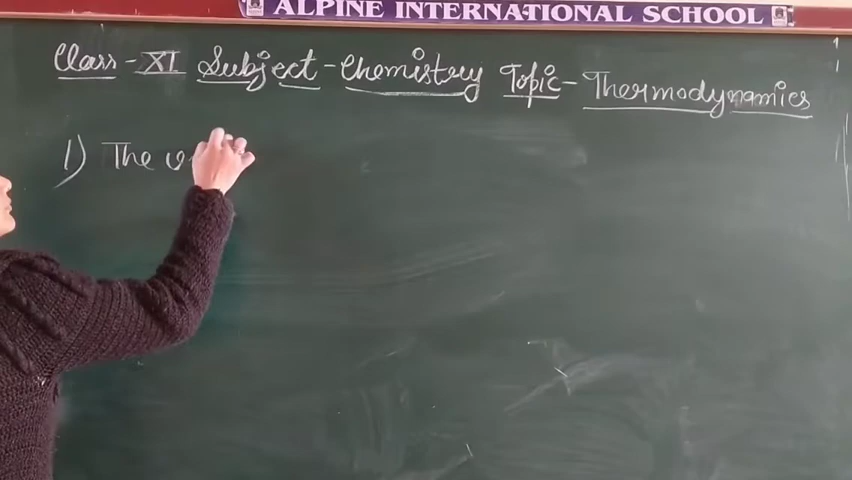 ALPINE INTERNATIONAL SCHOOL
Class - XI Subject - Chemistry Topic - Thermodynamics
1) The